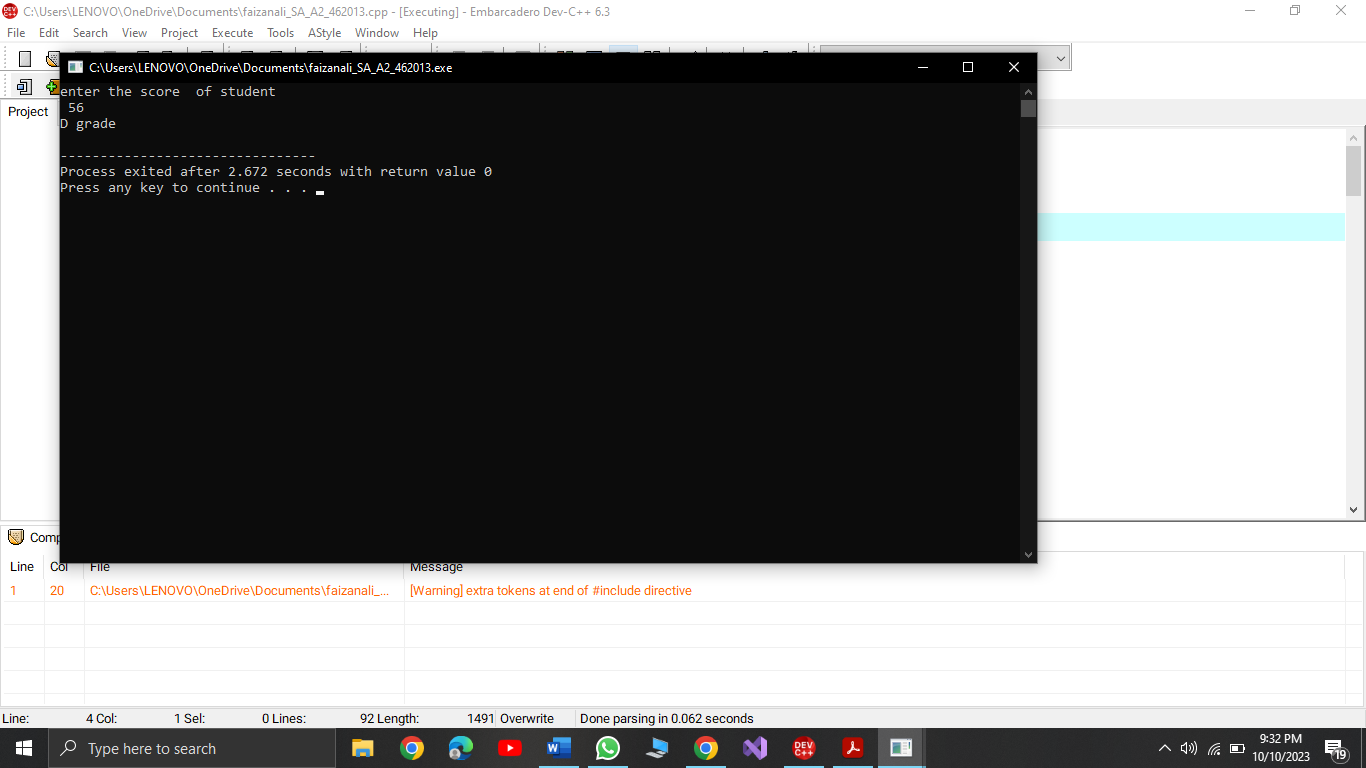 C:\Users\LENOVO\OneDrive\Documents\faizanali_SA_A2_462013.cpp - [Executing] - Embarcadero Dev-C++ 6.3
File Edit Search View Project Execute Tools AStyle Window Help
C:\Users\LENOVO\OneDrive\Documents\faizanali_SA_A2_462013.exe
Project
enter the score  of student
 56
D grade
--------------------------------
Process exited after 2.672 seconds with return value 0
Press any key to continue . . .
Line Col File Message
1 20 C:\Users\LENOVO\OneDrive\Documents\faizanali_... [Warning] extra tokens at end of #include directive
Line: 4 Col: 1 Sel: 0 Lines: 92 Length: 1491 Overwrite Done parsing in 0.062 seconds
Type here to search
DEV C++
9:32 PM
10/10/2023
19